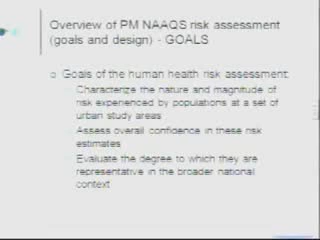 Overview of PM NAAQS risk assessment
(goals and design) - GOALS
Goals of the human health risk assessment:
Characterize the nature and magnitude of
risk experienced by populations at a set of
urban study areas
Assess overall confidence in these risk
estimates
Evaluate the degree to which they are
representative in the broader national
context